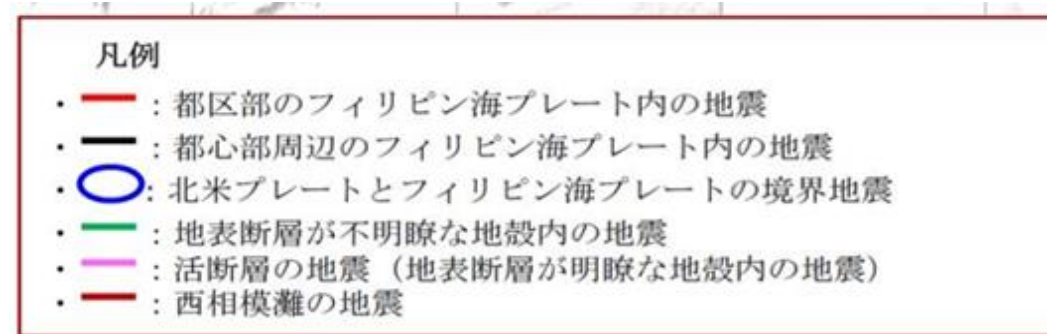 凡例
・ : 都区部のフィリピン海プレート内の地震
・ : 都心部周辺のフィリピン海プレート内の地震
・ : 北米プレートとフィリピン海プレートの境界地震
・ : 地表断層が不明瞭な地殻内の地震
・ : 活断層の地震（地表断層が明瞭な地殻内の地震）
・ : 西相模灘の地震